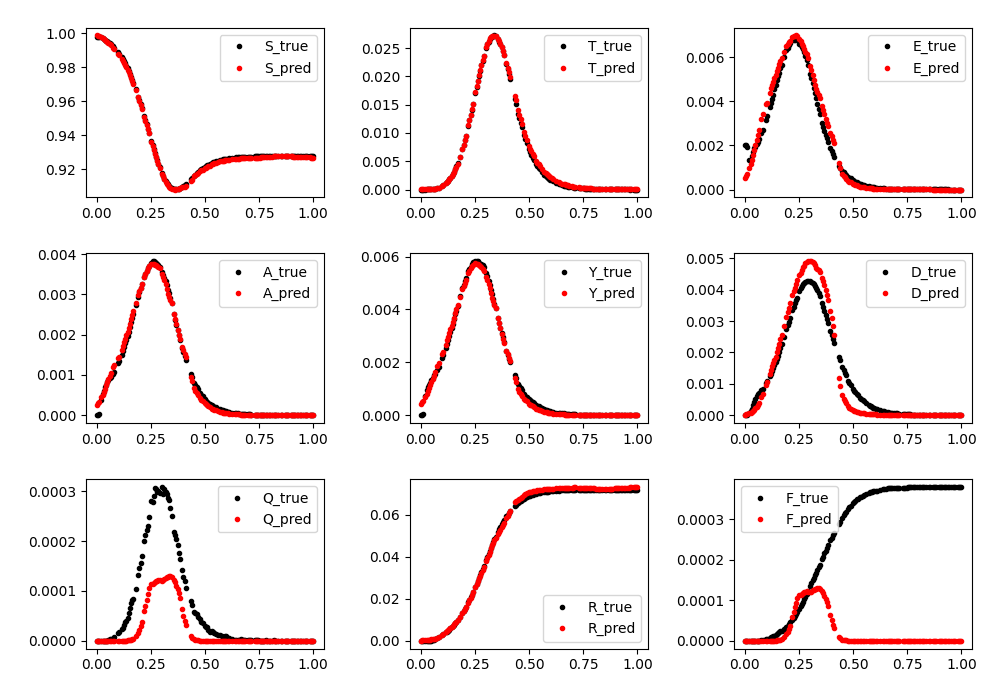 1.00
0.98
0.96
0.94
0.92
S_true
S_pred
0.00 0.25 0.50 0.75 1.00
0.025
0.020
0.015
0.010
0.005
0.000
T_true
T_pred
0.00 0.25 0.50 0.75 1.00
0.006
0.004
0.002
0.000
E_true
E_pred
0.00 0.25 0.50 0.75 1.00
0.004
0.003
0.002
0.001
0.000
A_true
A_pred
0.00 0.25 0.50 0.75 1.00
0.006
0.004
0.002
0.000
Y_true
Y_pred
0.00 0.25 0.50 0.75 1.00
0.005
0.004
0.003
0.002
0.001
0.000
D_true
D_pred
0.00 0.25 0.50 0.75 1.00
0.0003
0.0002
0.0001
0.0000
Q_true
Q_pred
0.00 0.25 0.50 0.75 1.00
0.06
0.04
0.02
0.00
R_true
R_pred
0.00 0.25 0.50 0.75 1.00
0.0003
0.0002
0.0001
0.0000
F_true
F_pred
0.00 0.25 0.50 0.75 1.00